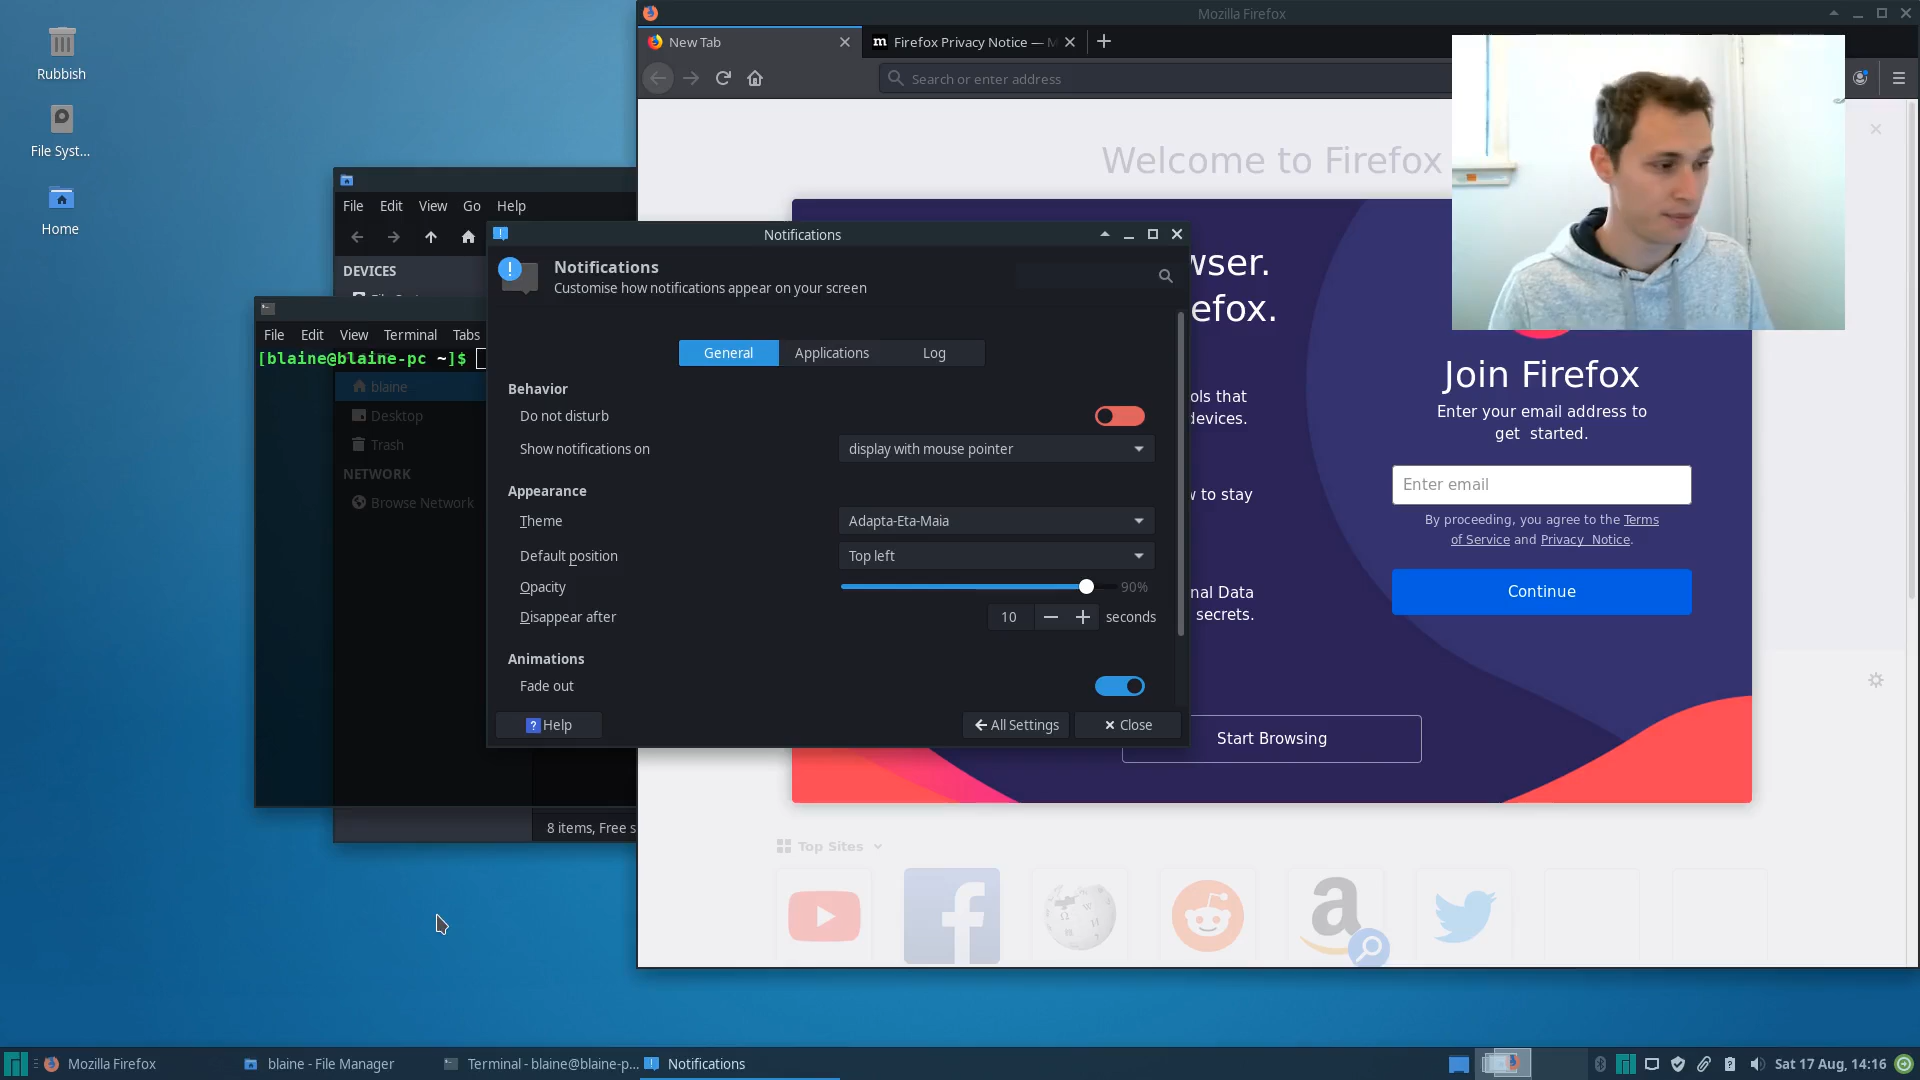 Rubbish
File Syst...
Home
Mozilla Firefox
New Tab
Firefox Privacy Notice —
Search or enter address
Welcome to Firefox
wser.
efox.
ols that
devices.
to stay
nal Data
secrets.
Join Firefox
Enter your email address to
get started.
Enter email
By proceeding, you agree to the Terms
of Service and Privacy Notice.
Continue
Start Browsing
Top Sites
File Edit View Go Help
DEVICES
blaine
Desktop
Trash
NETWORK
Browse Network
8 items, Free s
File Edit View Terminal Tabs
[blaine@blaine-pc ~]$
Notifications
Notifications
Customise how notifications appear on your screen
General Applications Log
Behavior
Do not disturb
Show notifications on display with mouse pointer
Appearance
Theme Adapta-Eta-Maia
Default position Top left
Opacity 90%
Disappear after 10 seconds
Animations
Fade out
Help
All Settings
Close
Mozilla Firefox
blaine - File Manager
Terminal - blaine@blaine-p...
Notifications
Sat 17 Aug, 14:16